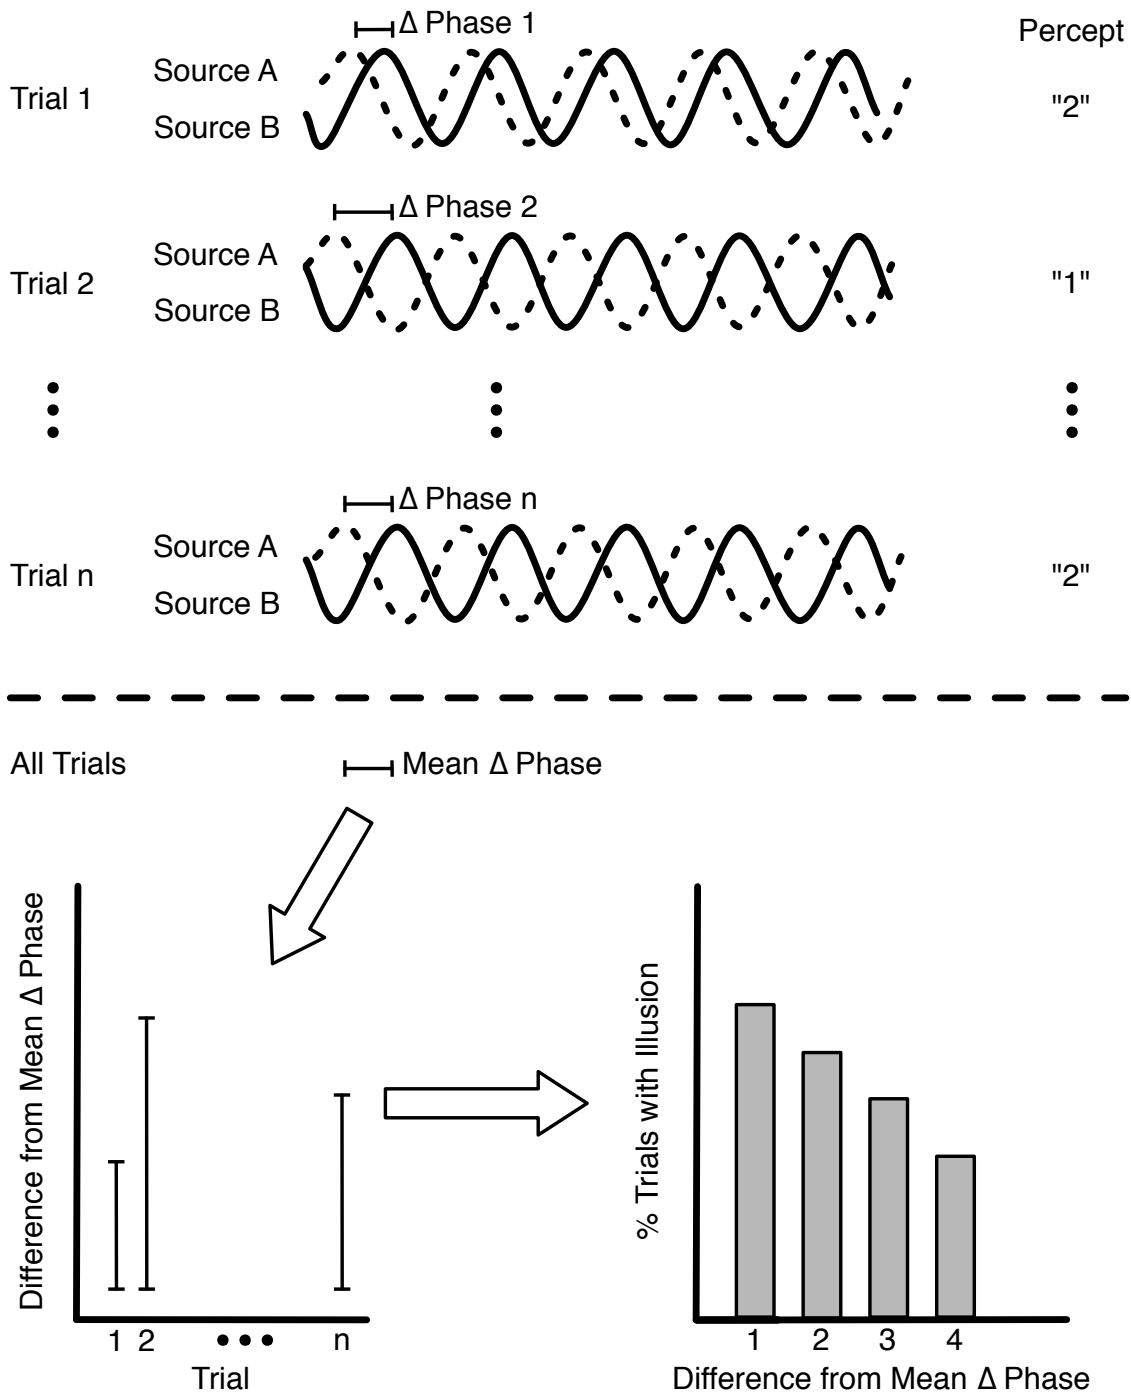 Δ Phase 1
Percept
Source A
Trial 1
Source B
"2"
Δ Phase 2
Source A
Trial 2
Source B
"1"
Δ Phase n
Source A
Trial n
Source B
"2"
All Trials
Mean Δ Phase
Difference from Mean Δ Phase
1 2 n
Trial
% Trials with Illusion
1 2 3 4
Difference from Mean Δ Phase